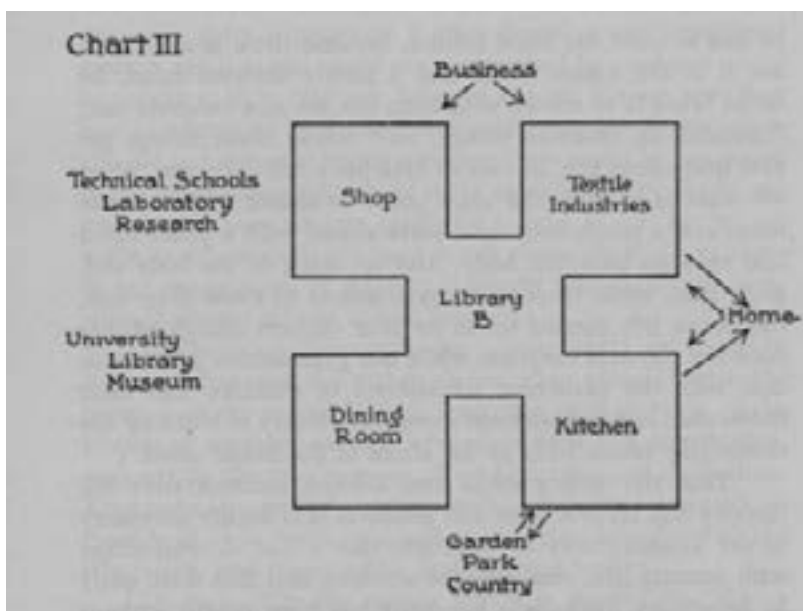 Chart III
Business
Technical Schools
Laboratory
Research
Shop
Textile
Industries
Library
B
Home
University
Library
Museum
Dining
Room
Kitchen
Garden
Park
Country